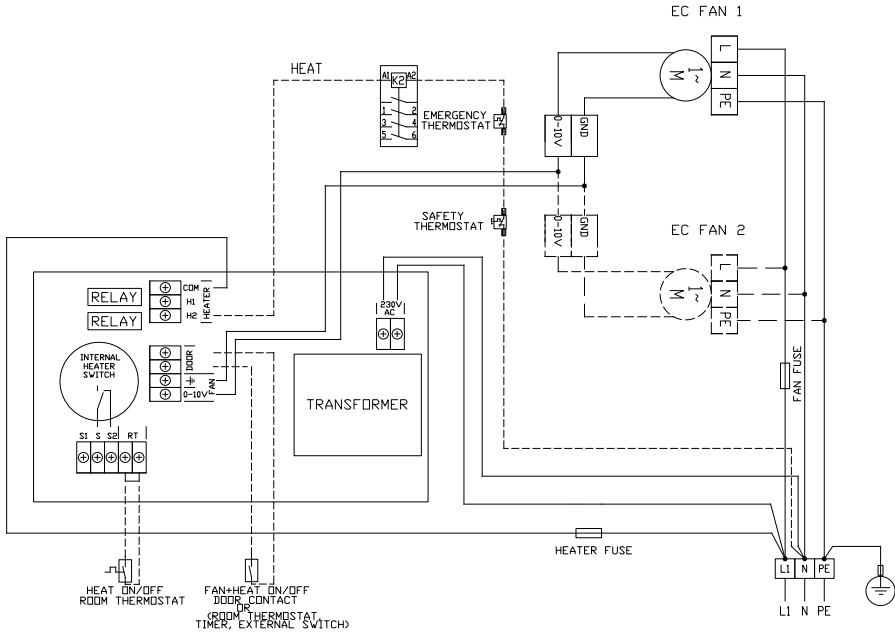 EC FAN 1
L
N
PE
1~
M
HEAT
A1
K2
A2
1
2
3
4
5
6
EMERGENCY
THERMOSTAT
0-10V
GND
SAFETY
THERMOSTAT
0-10V
GND
EC FAN 2
L
N
PE
1~
M
RELAY
RELAY
COM
H1
H2
HEATER
230V
AC
INTERNAL
HEATER
SWITCH
DOOR
FAN
0-10V
TRANSFORMER
FAN FUSE
S1
S
S2
RT
HEATER FUSE
L1
N
PE
L1
N
PE
HEAT ON/OFF
ROOM THERMOSTAT
FAN+HEAT ON/OFF
DOOR CONTACT
OR
(ROOM THERMOSTAT,
TIMER, EXTERNAL SWITCH)